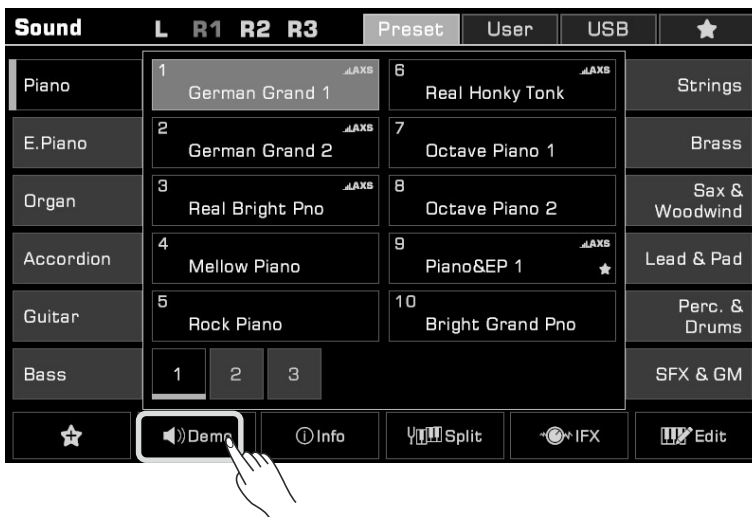 Sound L R1 R2 R3 Preset User USB
Piano
E.Piano
Organ
Accordion
Guitar
Bass
1 AXS
German Grand 1
2 AXS
German Grand 2
3 AXS
Real Bright Pno
4
Mellow Piano
5
Rock Piano
6 AXS
Real Honky Tonk
7
Octave Piano 1
8
Octave Piano 2
9 AXS
Piano&EP 1
10
Bright Grand Pno
1 2 3
Strings
Brass
Sax &
Woodwind
Lead & Pad
Perc. &
Drums
SFX & GM
Demo Info Split IFX Edit